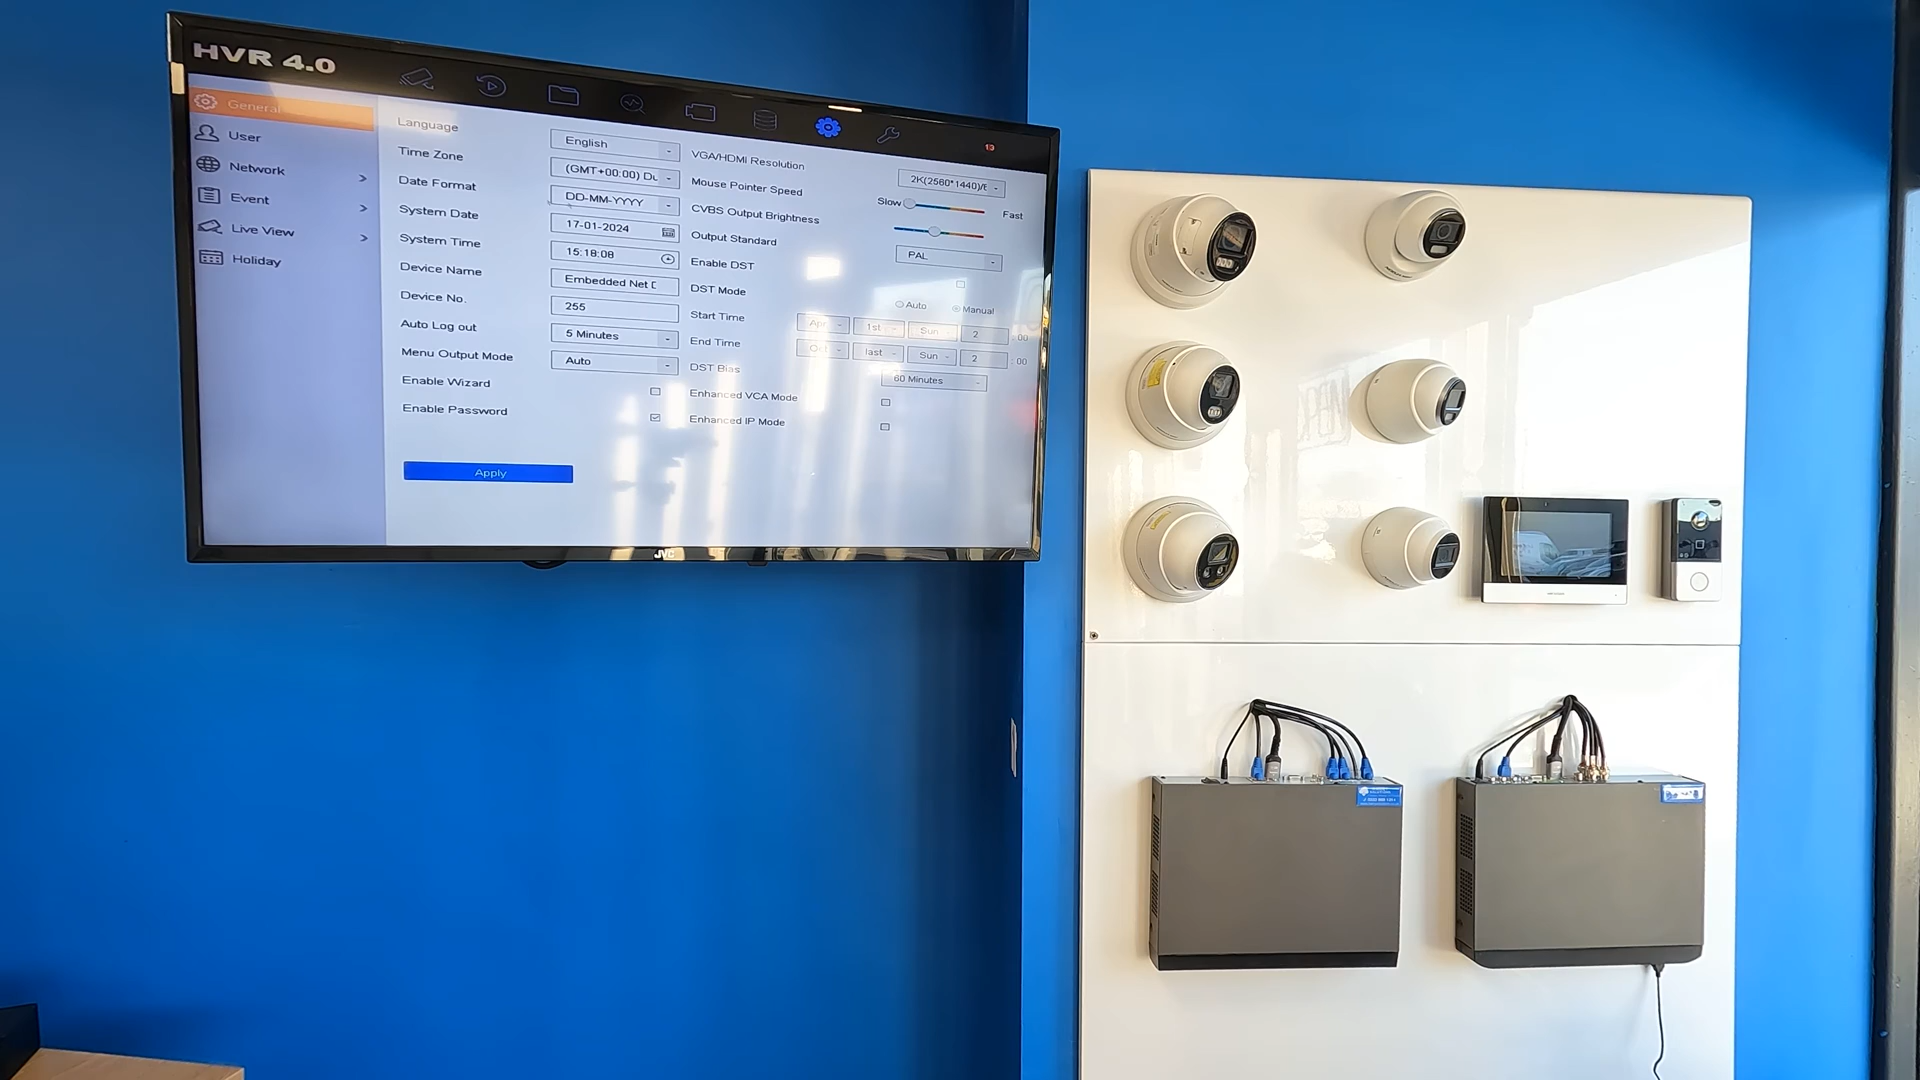 HVR 4.0
13
General
User
Network
Event
Live View
Holiday
Language
English
Time Zone
(GMT+00:00) Du
Date Format
DD-MM-YYYY
System Date
17-01-2024
System Time
15:18:08
Device Name
Embedded Net D
Device No.
255
Auto Log out
5 Minutes
Menu Output Mode
Auto
Enable Wizard
Enable Password
Apply
VGA/HDMI Resolution
2K(2560*1440)/6
Mouse Pointer Speed
Slow Fast
CVBS Output Brightness
Output Standard
PAL
Enable DST
DST Mode
Auto Manual
Start Time
Apr 1st Sun 2 : 00
End Time
Oct last Sun 2 : 00
DST Bias
60 Minutes
Enhanced VCA Mode
Enhanced IP Mode
JVC